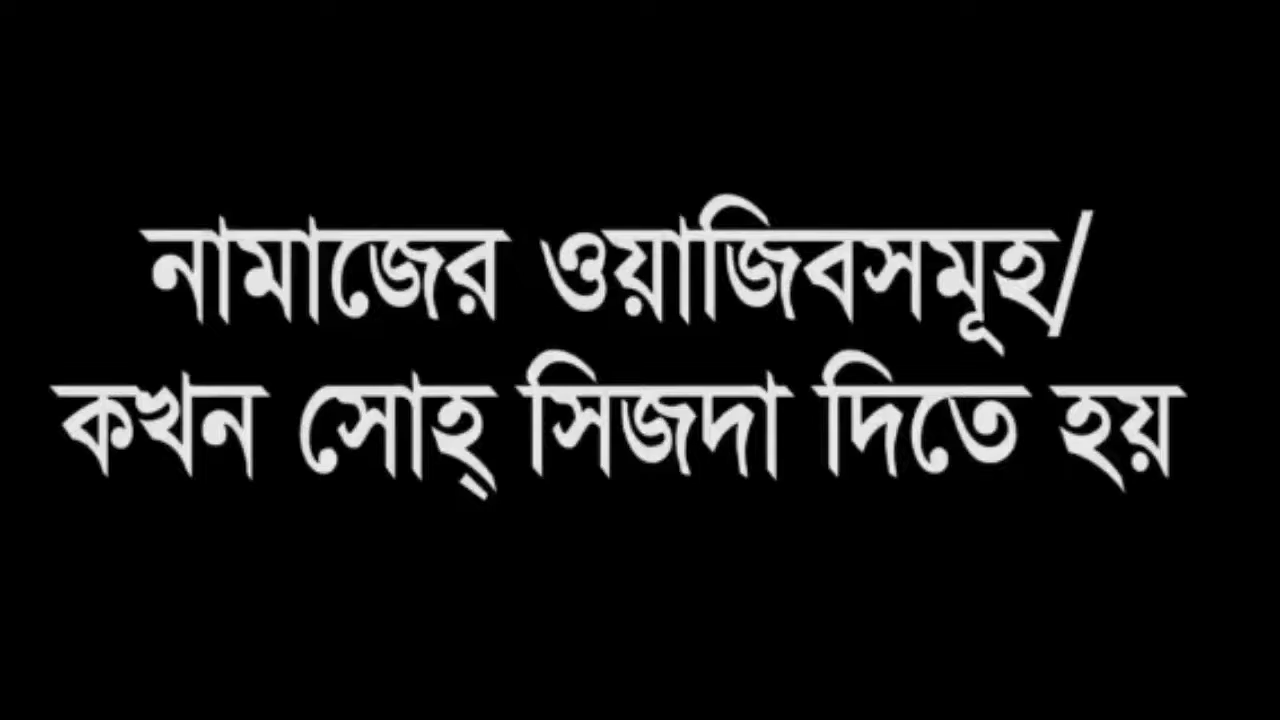 নামাজের ওয়াজিবসমূহ/
কখন সোহ্ সিজদা দিতে হয়